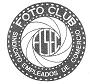 FOTO CLUB
SINDICATO EMPLEADOS DE COMERCIO